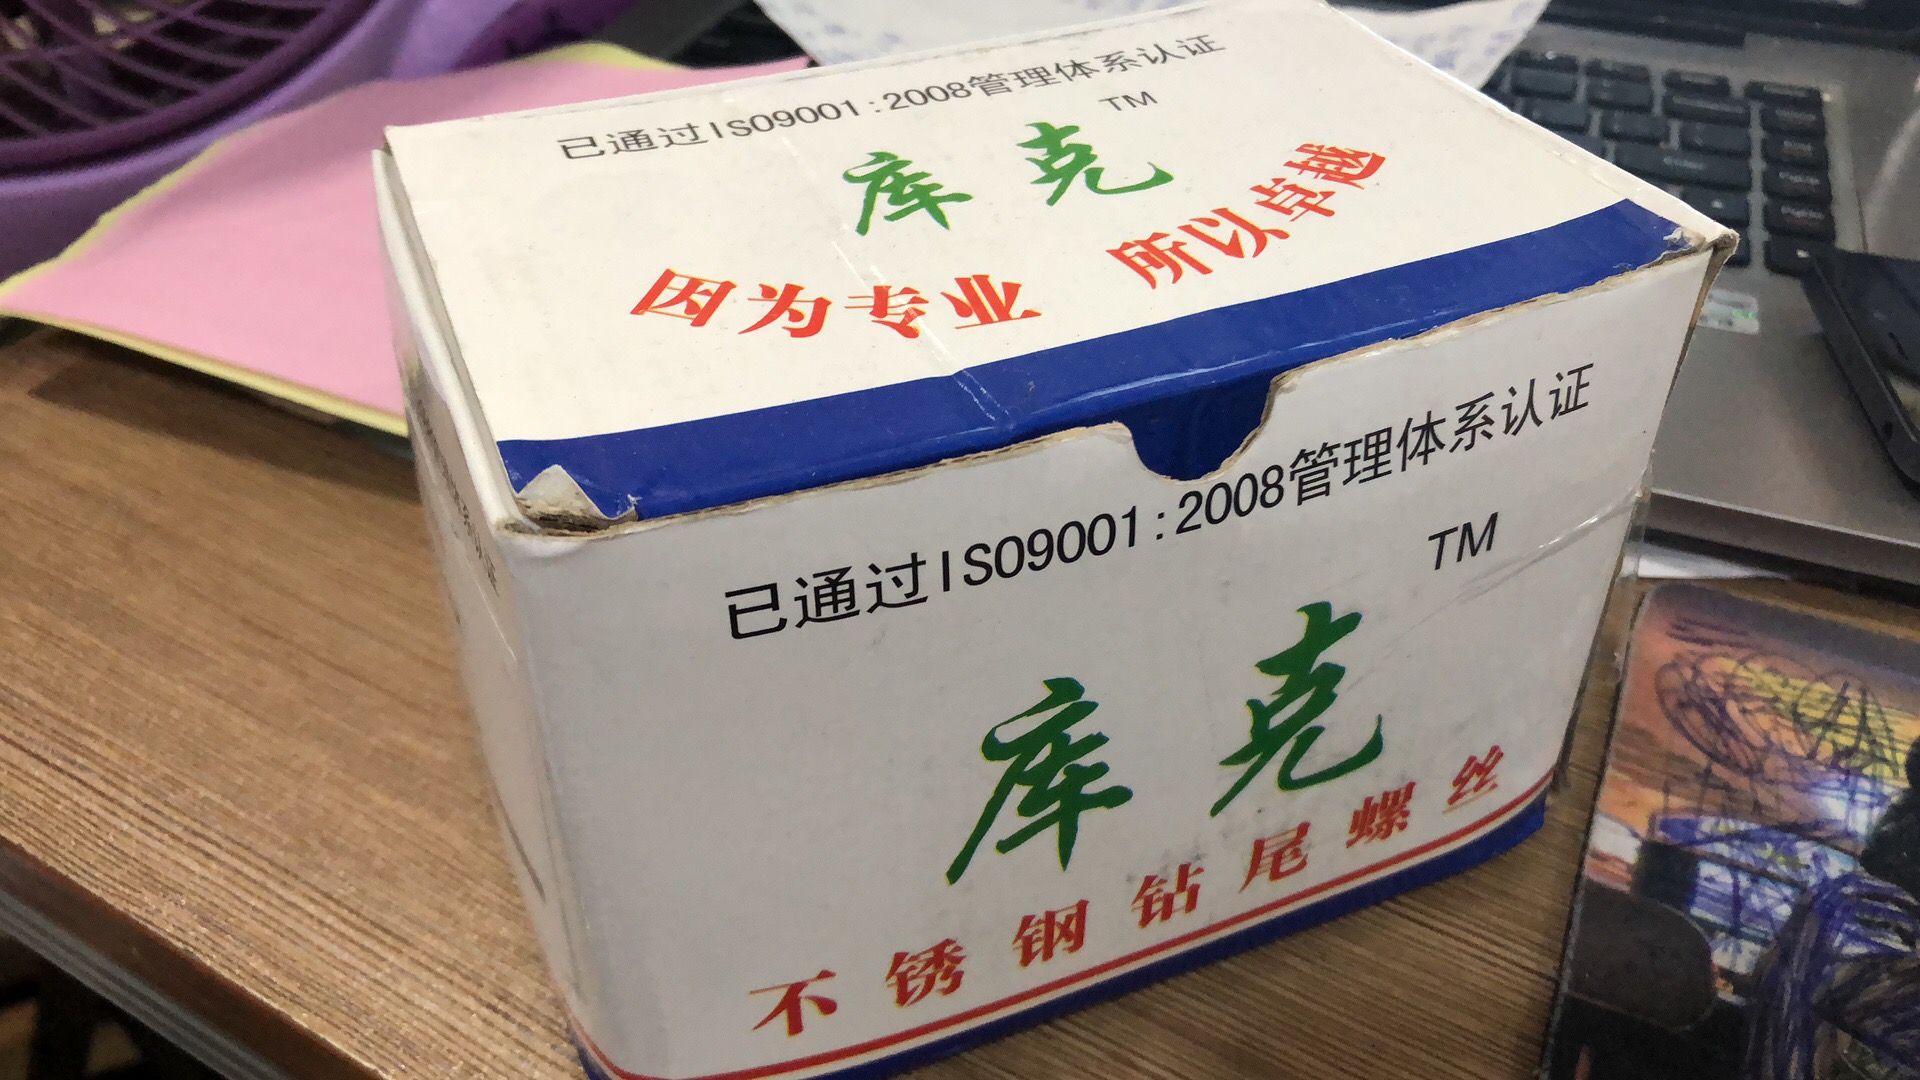 已通过ISO9001:2008管理体系认证
TM
库克
因为专业 所以卓越
已通过ISO9001:2008管理体系认证
TM
库克
不锈钢钻尾螺丝